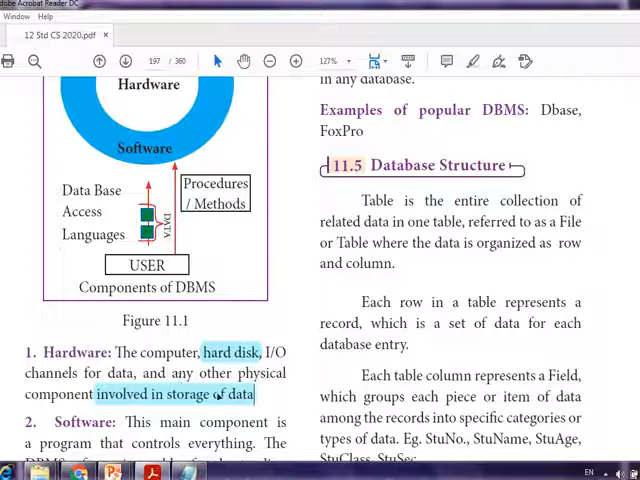 dobe Acrobat Reader DC
Window Help
12 Std CS 2020.pdf ×
197 / 360
127%
Hardware
Software
Procedures
/ Methods
Data Base
Access
Languages
DATA
USER
Components of DBMS
Figure 11.1
1. Hardware: The computer, hard disk, I/O
channels for data, and any other physical
component involved in storage of data
2. Software: This main component is
a program that controls everything. The
in any database.
Examples of popular DBMS: Dbase,
FoxPro
11.5 Database Structure
Table is the entire collection of
related data in one table, referred to as a File
or Table where the data is organized as row
and column.
Each row in a table represents a
record, which is a set of data for each
database entry.
Each table column represents a Field,
which groups each piece or item of data
among the records into specific categories or
types of data. Eg. StuNo., StuName, StuAge,
StuClass, StuSec.
EN